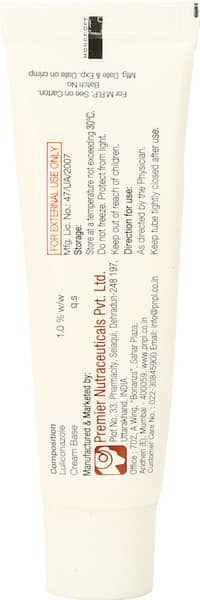 Composition
Luliconazole 1.0 % w/w
Cream Base q.s
Manufactured & Marketed by:
Premier Nutraceuticals Pvt. Ltd.
Plot No. 33, Pharmacity, Selaqui, Dehradun-248 197,
Uttarakhand, INDIA.
Office : 702, A Wing, "Bonanza", Sahar Plaza,
Andheri (E), Mumbai - 400059. www.pnpl.co.in
Customer Care No.: 022-39845900 Email: info@pnpl.co.in
FOR EXTERNAL USE ONLY
Mfg. Lic. No.: 47/UA/2007
Storage:
Store at a temperature not exceeding 30°C.
Do not freeze. Protect from light.
Keep out of reach of children.
Direction for use:
As directed by the Physician.
Keep tube tightly closed after use.
For M.R.P. See on Carton.
Batch No.
Mfg. Date & Exp. Date on crimp